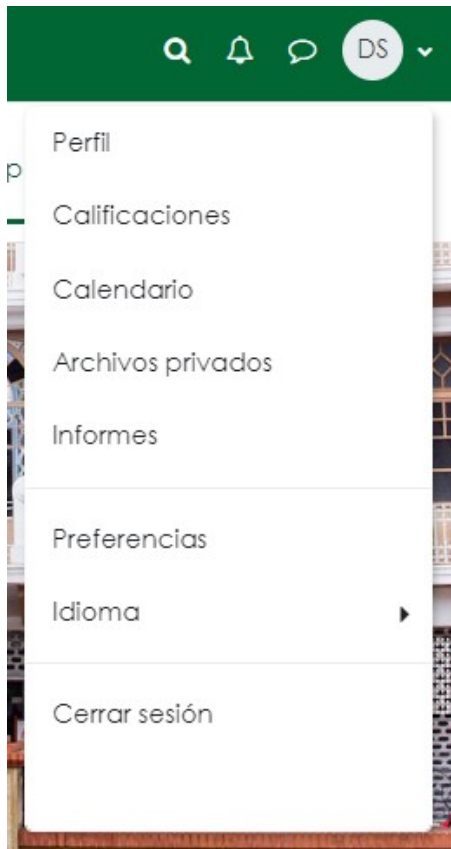 DS
Perfil
p
Calificaciones
Calendario
Archivos privados
Informes
Preferencias
Idioma
Cerrar sesión